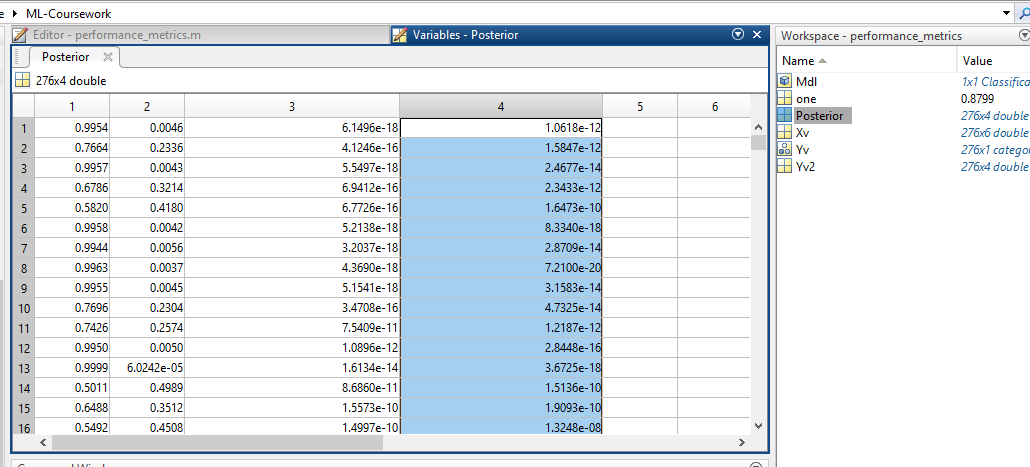 e ▸ ML-Coursework
Editor - performance_metrics.m
Variables - Posterior
Workspace - performance_metrics
Posterior
Name
Value
276x4 double
Mdl 1x1 Classifica
one 0.8799
Posterior 276x4 double
Xv 276x6 double
Yv 276x1 catego
Yv2 276x4 double
1 2 3 4 5 6
1 0.9954 0.0046 6.1496e-18 1.0618e-12
2 0.7664 0.2336 4.1246e-16 1.5847e-12
3 0.9957 0.0043 5.5497e-18 2.4677e-14
4 0.6786 0.3214 6.9412e-16 2.3433e-12
5 0.5820 0.4180 6.7726e-16 1.6473e-10
6 0.9958 0.0042 5.2138e-18 8.3340e-18
7 0.9944 0.0056 3.2037e-18 2.8709e-14
8 0.9963 0.0037 4.3690e-18 7.2100e-20
9 0.9955 0.0045 5.1541e-18 3.1583e-14
10 0.7696 0.2304 3.4708e-16 4.7325e-14
11 0.7426 0.2574 7.5409e-11 1.2187e-12
12 0.9950 0.0050 1.0896e-12 2.8448e-16
13 0.9999 6.0242e-05 1.6134e-14 3.6725e-18
14 0.5011 0.4989 8.6860e-11 1.5136e-10
15 0.6488 0.3512 1.5573e-10 1.9093e-10
16 0.5492 0.4508 1.4997e-10 1.3248e-08